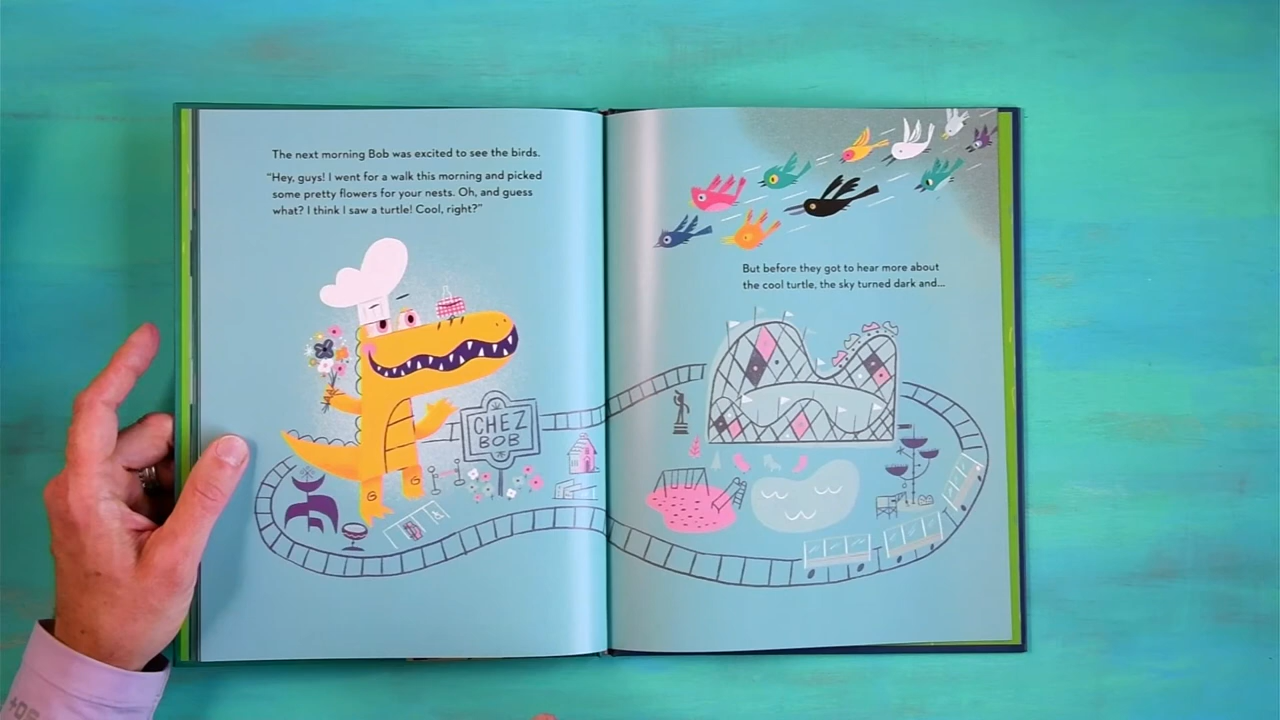 The next morning Bob was excited to see the birds.
“Hey, guys! I went for a walk this morning and picked
some pretty flowers for your nests. Oh, and guess
what? I think I saw a turtle! Cool, right?”
CHEZ
BOB
But before they got to hear more about
the cool turtle, the sky turned dark and...